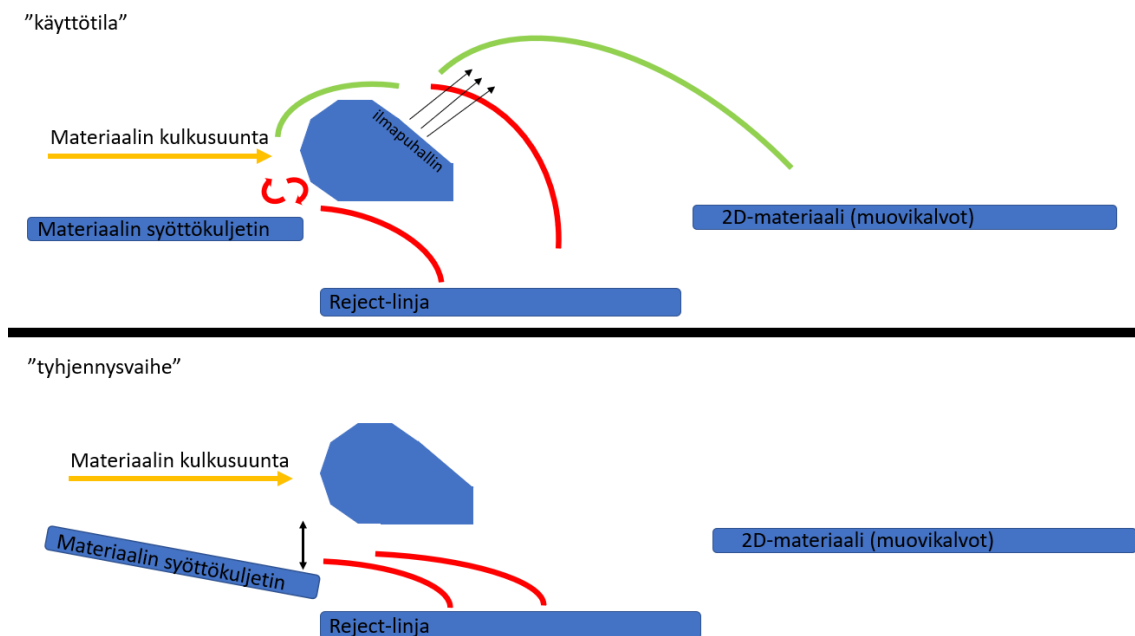 ”käyttötila”
ilmapuhallin
Materiaalin kulkusuunta
Materiaalin syöttökuljetin
2D-materiaali (muovikalvot)
Reject-linja
”tyhjennysvaihe”
Materiaalin kulkusuunta
Materiaalin syöttökuljetin
2D-materiaali (muovikalvot)
Reject-linja